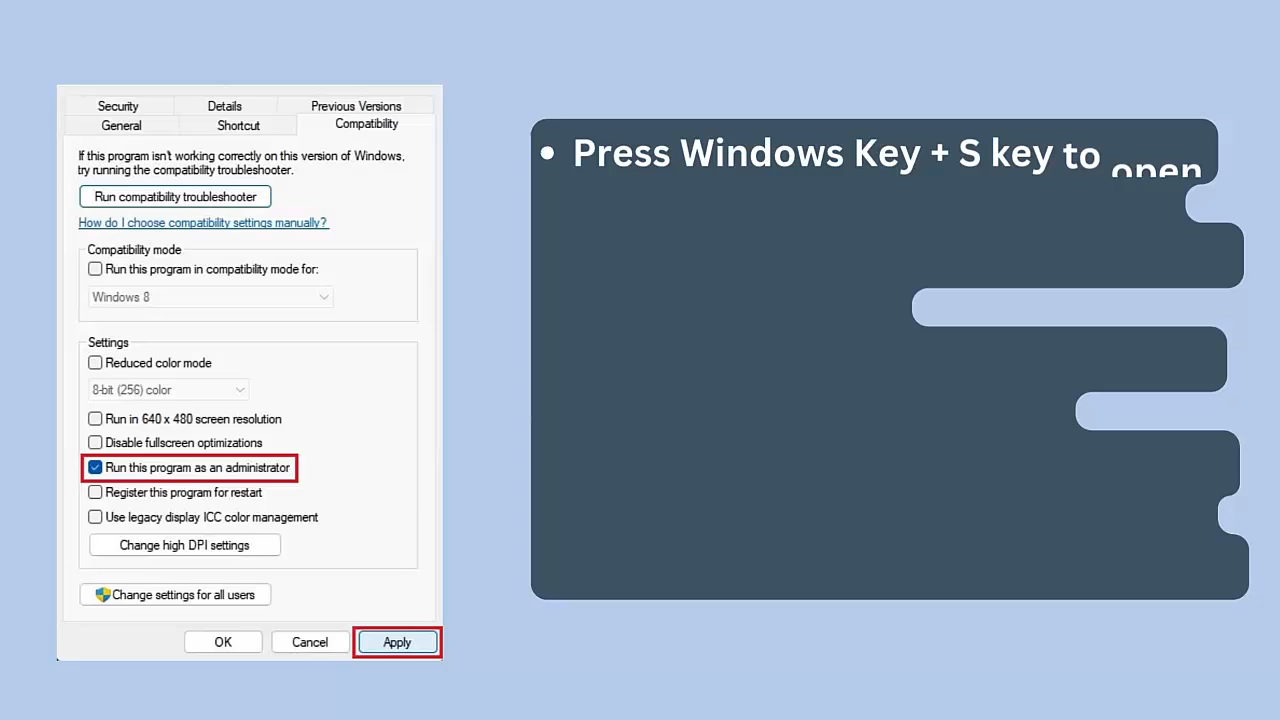 Security Details Previous Versions
General Shortcut Compatibility
If this program isn't working correctly on this version of Windows,
try running the compatibility troubleshooter.
Run compatibility troubleshooter
How do I choose compatibility settings manually?
Compatibility mode
Run this program in compatibility mode for:
Windows 8
Settings
Reduced color mode
8-bit (256) color
Run in 640 x 480 screen resolution
Disable fullscreen optimizations
Run this program as an administrator
Register this program for restart
Use legacy display ICC color management
Change high DPI settings
Change settings for all users
OK Cancel Apply
• Press Windows Key + S key to open